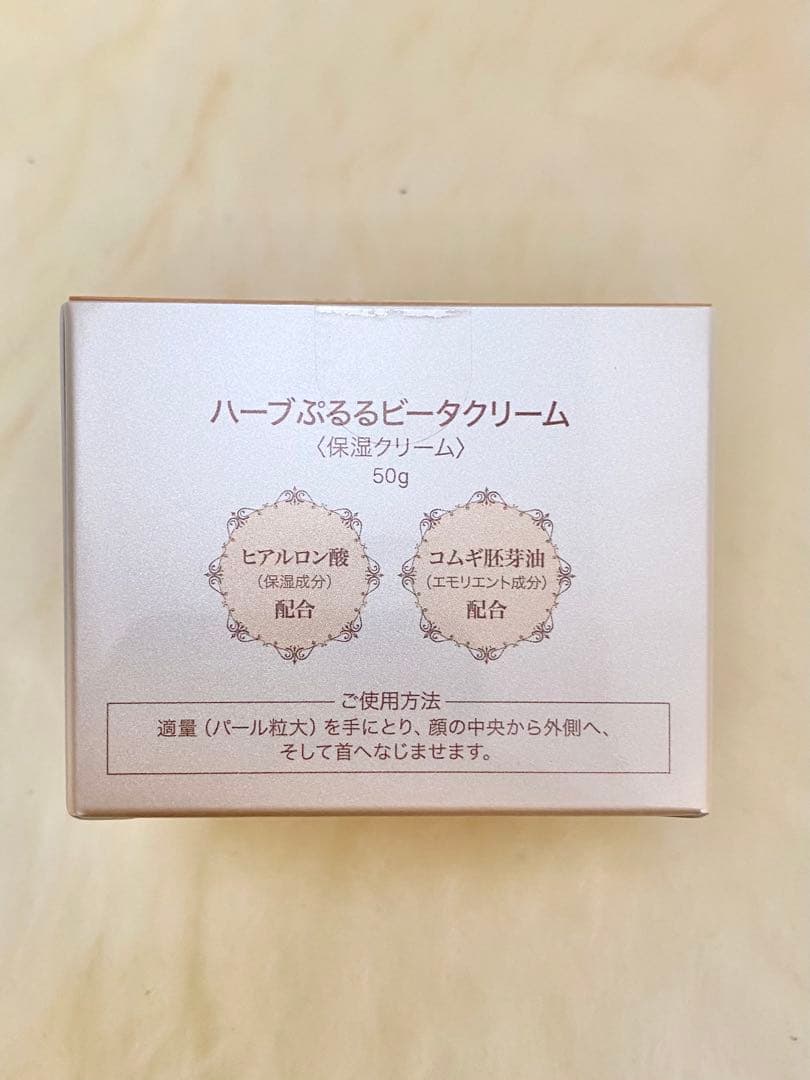 ハーブぷるるビータクリーム
〈保湿クリーム〉
50g
ヒアルロン酸
（保湿成分）
配合
コムギ胚芽油
（エモリエント成分）
配合
ご使用方法
適量（パール粒大）を手にとり、顔の中央から外側へ、
そして首へなじませます。